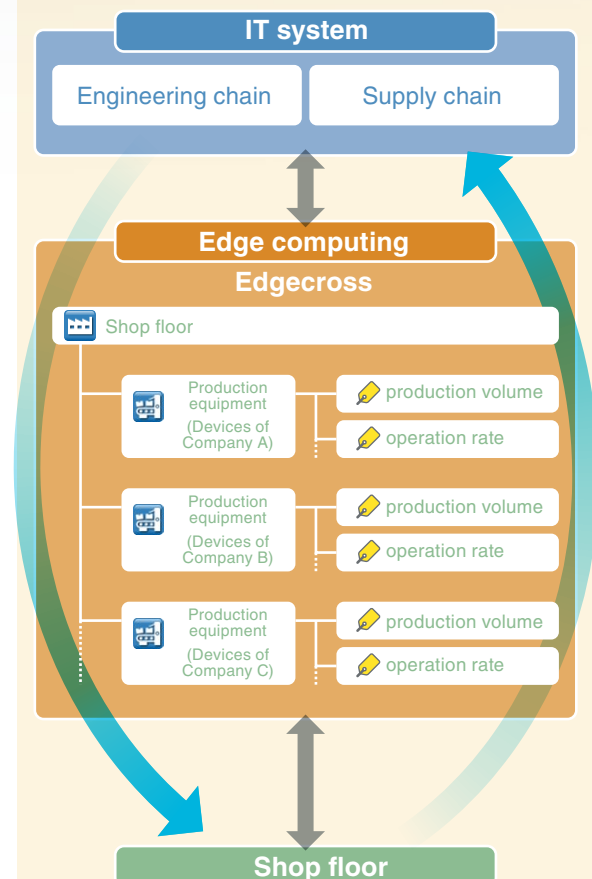 IT system
Engineering chain
Supply chain
Edge computing
Edgecross
Shop floor
Production
equipment
(Devices of
Company A)
production volume
operation rate
Production
equipment
(Devices of
Company B)
production volume
operation rate
Production
equipment
(Devices of
Company C)
production volume
operation rate
Shop floor